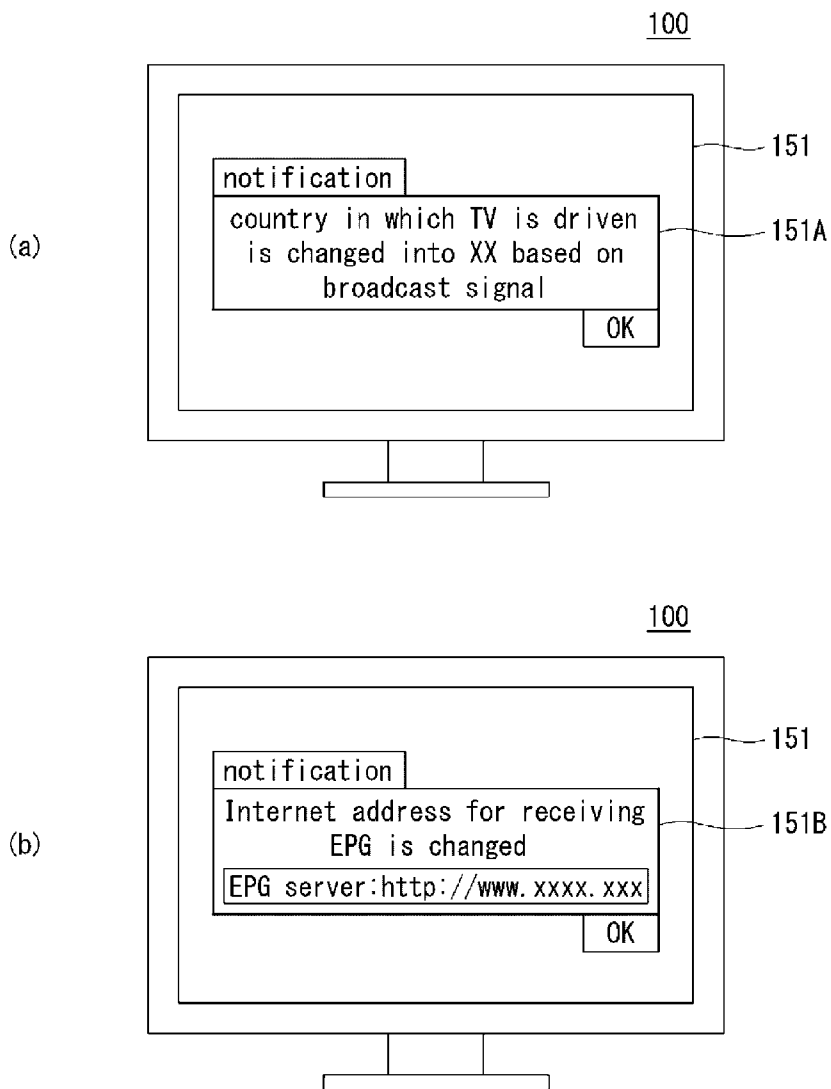 100
151
notification
country in which TV is driven
is changed into XX based on
broadcast signal
151A
OK
(a)
100
151
notification
Internet address for receiving
EPG is changed
EPG server:http://www.xxxx.xxx
151B
OK
(b)